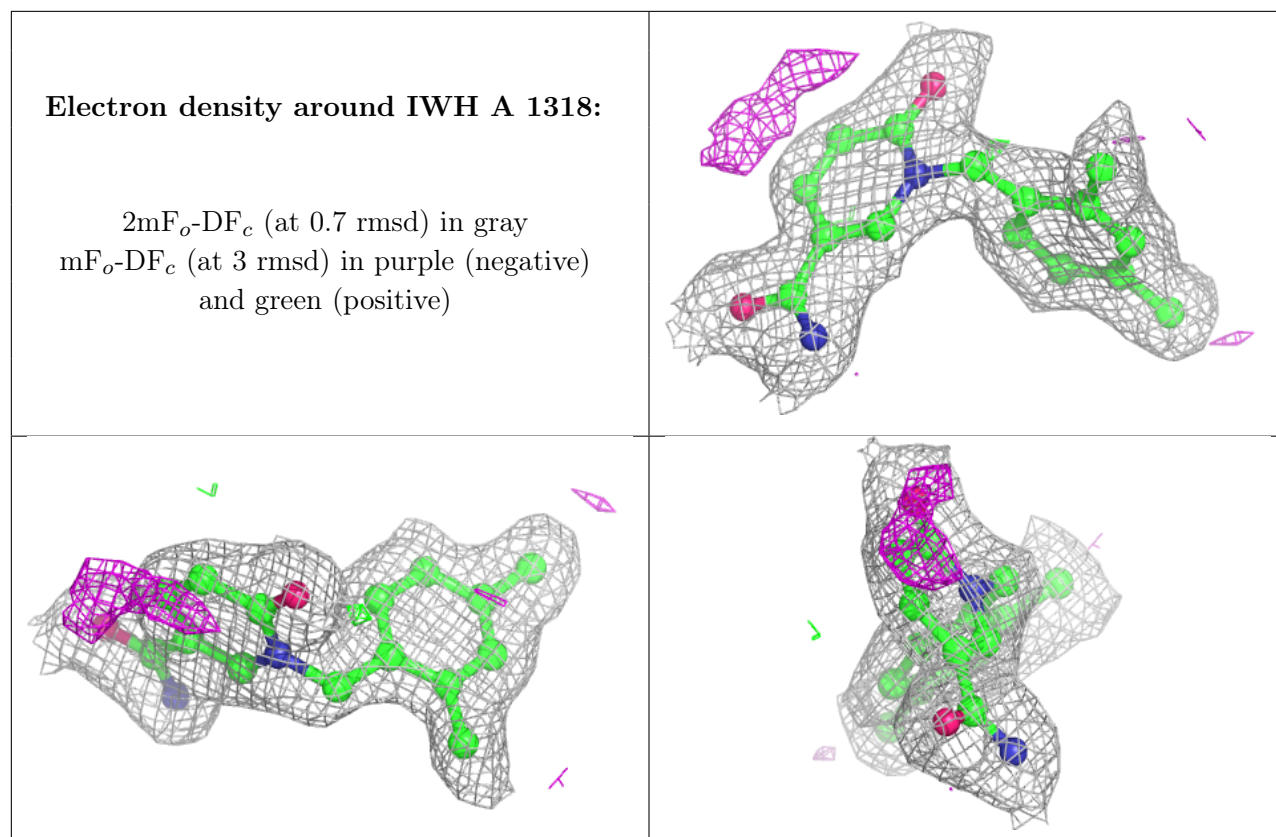 Electron density around IWH A 1318:
2mFo-DFc (at 0.7 rmsd) in gray
mFo-DFc (at 3 rmsd) in purple (negative)
and green (positive)